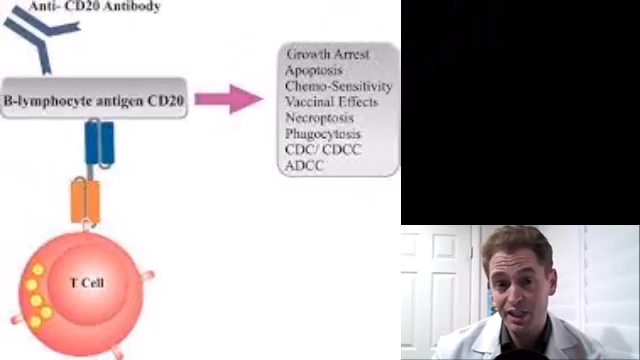 Anti- CD20 Antibody
B-lymphocyte antigen CD20
Growth Arrest
Apoptosis
Chemo-Sensitivity
Vaccinal Effects
Necroptosis
Phagocytosis
CDC/ CDCC
ADCC
T Cell